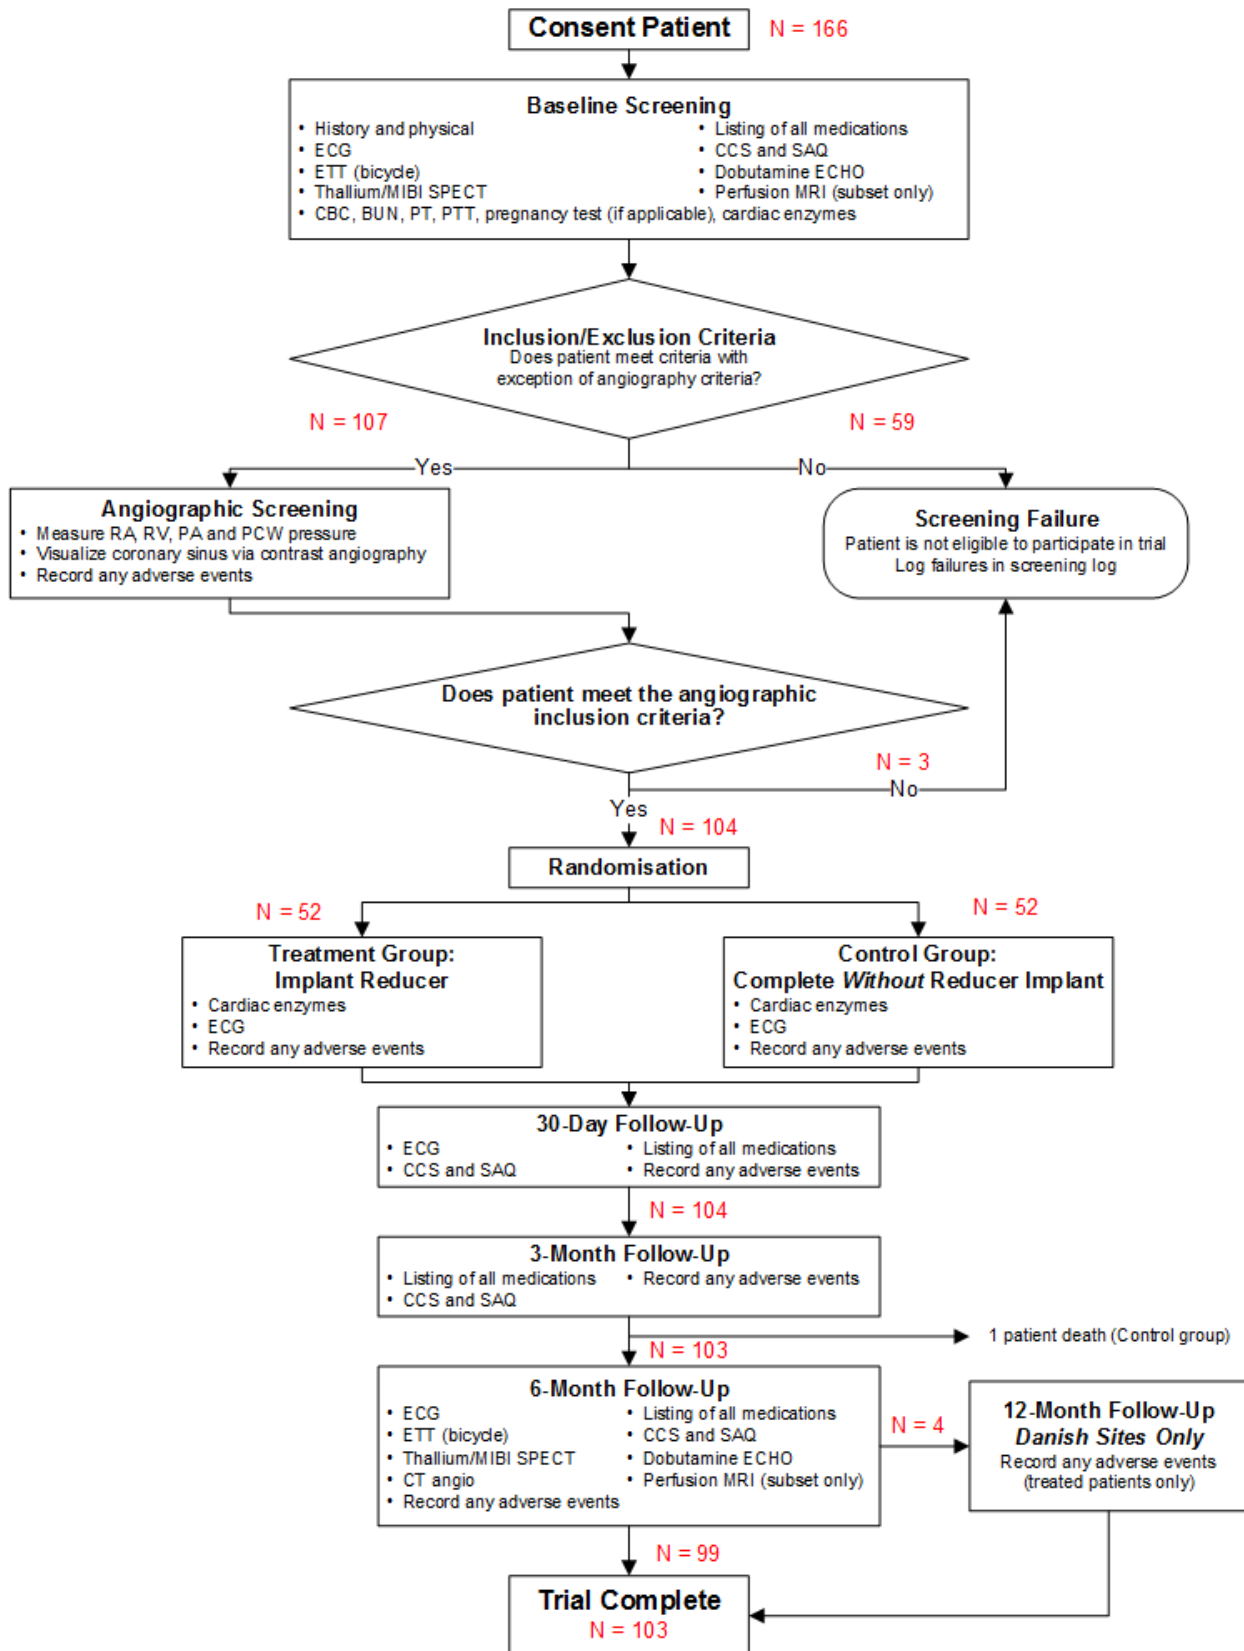 Consent Patient
N = 166
Baseline Screening
• History and physical
• ECG
• ETT (bicycle)
• Thallium/MIBI SPECT
• Listing of all medications
• CCS and SAQ
• Dobutamine ECHO
• Perfusion MRI (subset only)
• CBC, BUN, PT, PTT, pregnancy test (if applicable), cardiac enzymes
Inclusion/Exclusion Criteria
Does patient meet criteria with
exception of angiography criteria?
N = 107
N = 59
Yes
No
Angiographic Screening
• Measure RA, RV, PA and PCW pressure
• Visualize coronary sinus via contrast angiography
• Record any adverse events
Screening Failure
Patient is not eligible to participate in trial
Log failures in screening log
Does patient meet the angiographic
inclusion criteria?
N = 3
No
Yes
N = 104
Randomisation
N = 52
N = 52
Treatment Group:
Implant Reducer
• Cardiac enzymes
• ECG
• Record any adverse events
Control Group:
Complete Without Reducer Implant
• Cardiac enzymes
• ECG
• Record any adverse events
30-Day Follow-Up
• ECG
• CCS and SAQ
• Listing of all medications
• Record any adverse events
N = 104
3-Month Follow-Up
• Listing of all medications
• CCS and SAQ
• Record any adverse events
1 patient death (Control group)
N = 103
6-Month Follow-Up
• ECG
• ETT (bicycle)
• Thallium/MIBI SPECT
• CT angio
• Record any adverse events
• Listing of all medications
• CCS and SAQ
• Dobutamine ECHO
• Perfusion MRI (subset only)
N = 4
12-Month Follow-Up
Danish Sites Only
Record any adverse events
(treated patients only)
N = 99
Trial Complete
N = 103